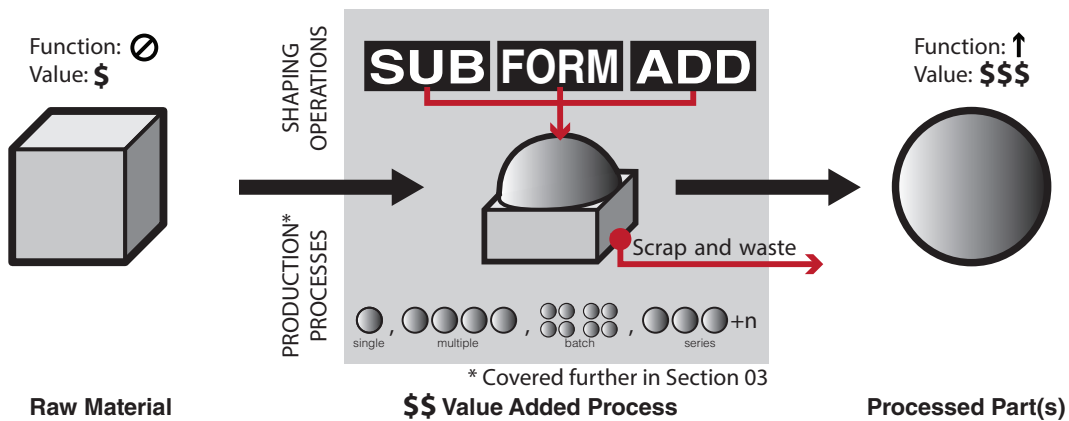 Function: ⊘
Value: $
SHAPING
OPERATIONS
SUB FORM ADD
Function: ↑
Value: $$$
PRODUCTION*
PROCESSES
Scrap and waste
, , , +n
single multiple batch series
* Covered further in Section 03
Raw Material
$$ Value Added Process
Processed Part(s)